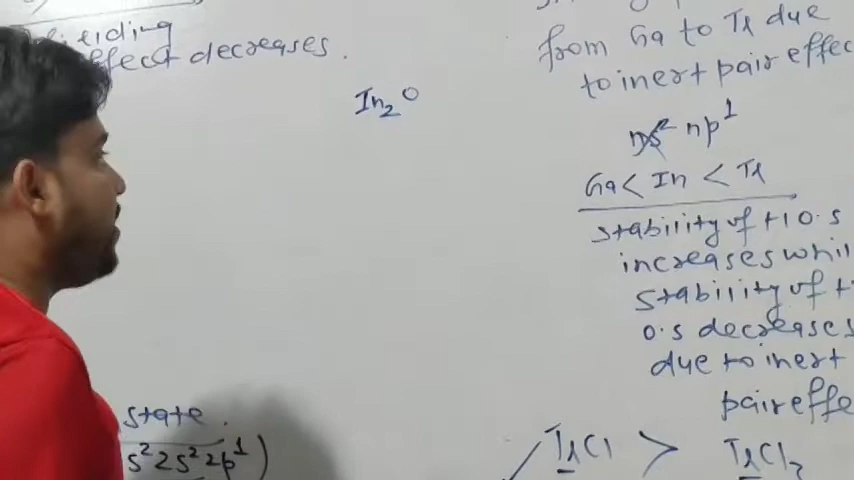 effect decreases.
In2O
from Ga to Tl due
to inert pair effec
ns² np¹
Ga < In < Tl
stability of +1 o.s
increases whil
stability of +
o.s decreases
due to inert
pair effe
state.
s² 2s² 2p¹)
TlCl > TlCl3